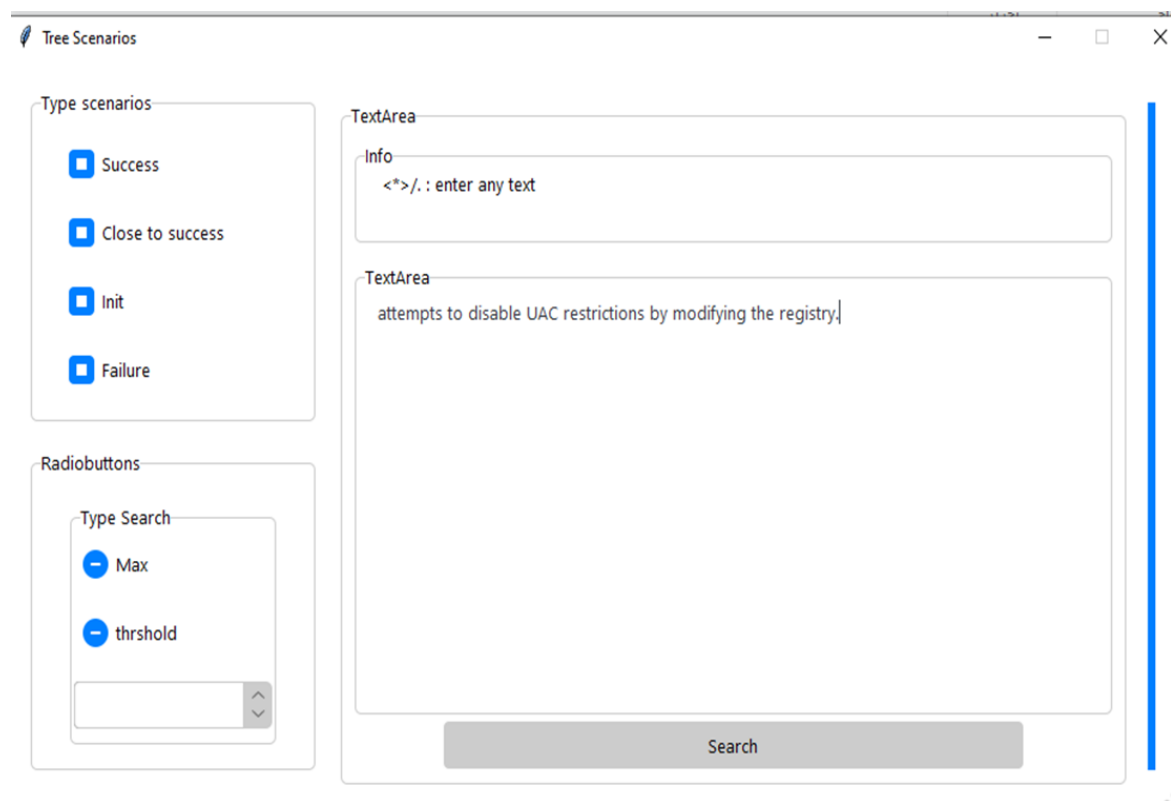 Tree Scenarios
Type scenarios
Success
Close to success
Init
Failure
Radiobuttons
Type Search
Max
thrshold
TextArea
Info
<*>/. : enter any text
TextArea
attempts to disable UAC restrictions by modifying the registry.
Search